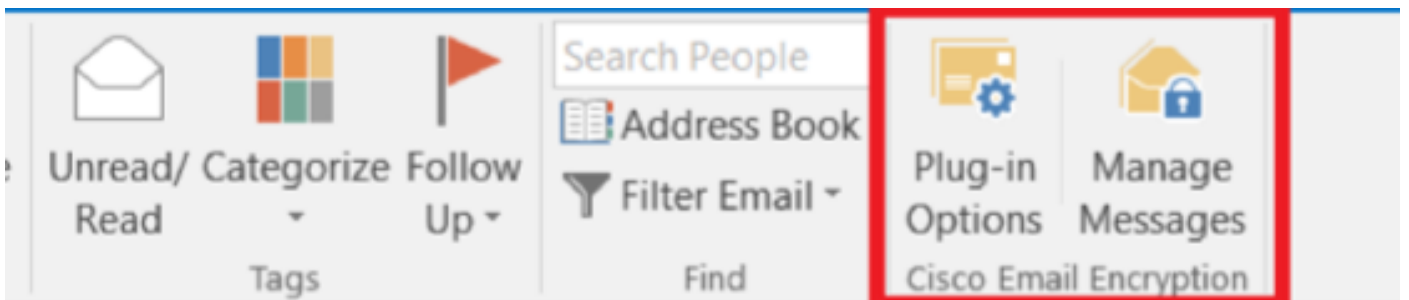 Unread/
Read
Categorize
Follow
Up
Tags
Search People
Address Book
Filter Email
Find
Plug-in
Options
Manage
Messages
Cisco Email Encryption